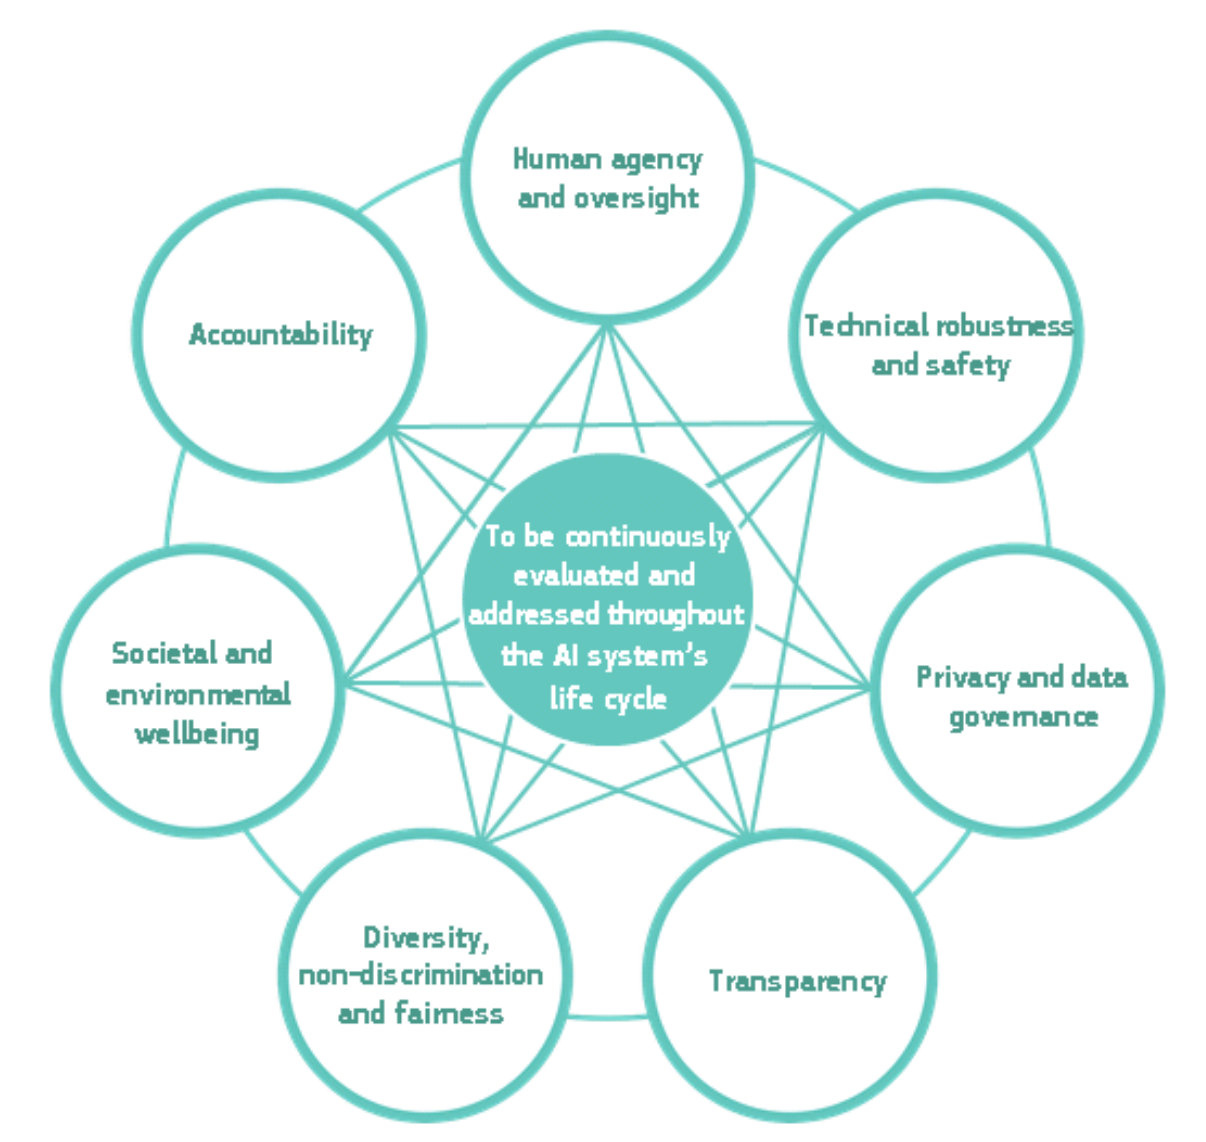 Human agency
and oversight
Technical robustness
and safety
Privacy and data
governance
Transparency
Diversity,
non-discrimination
and fairness
Societal and
environmental
wellbeing
Accountability
To be continuously
evaluated and
addressed throughout
the AI system's
life cycle